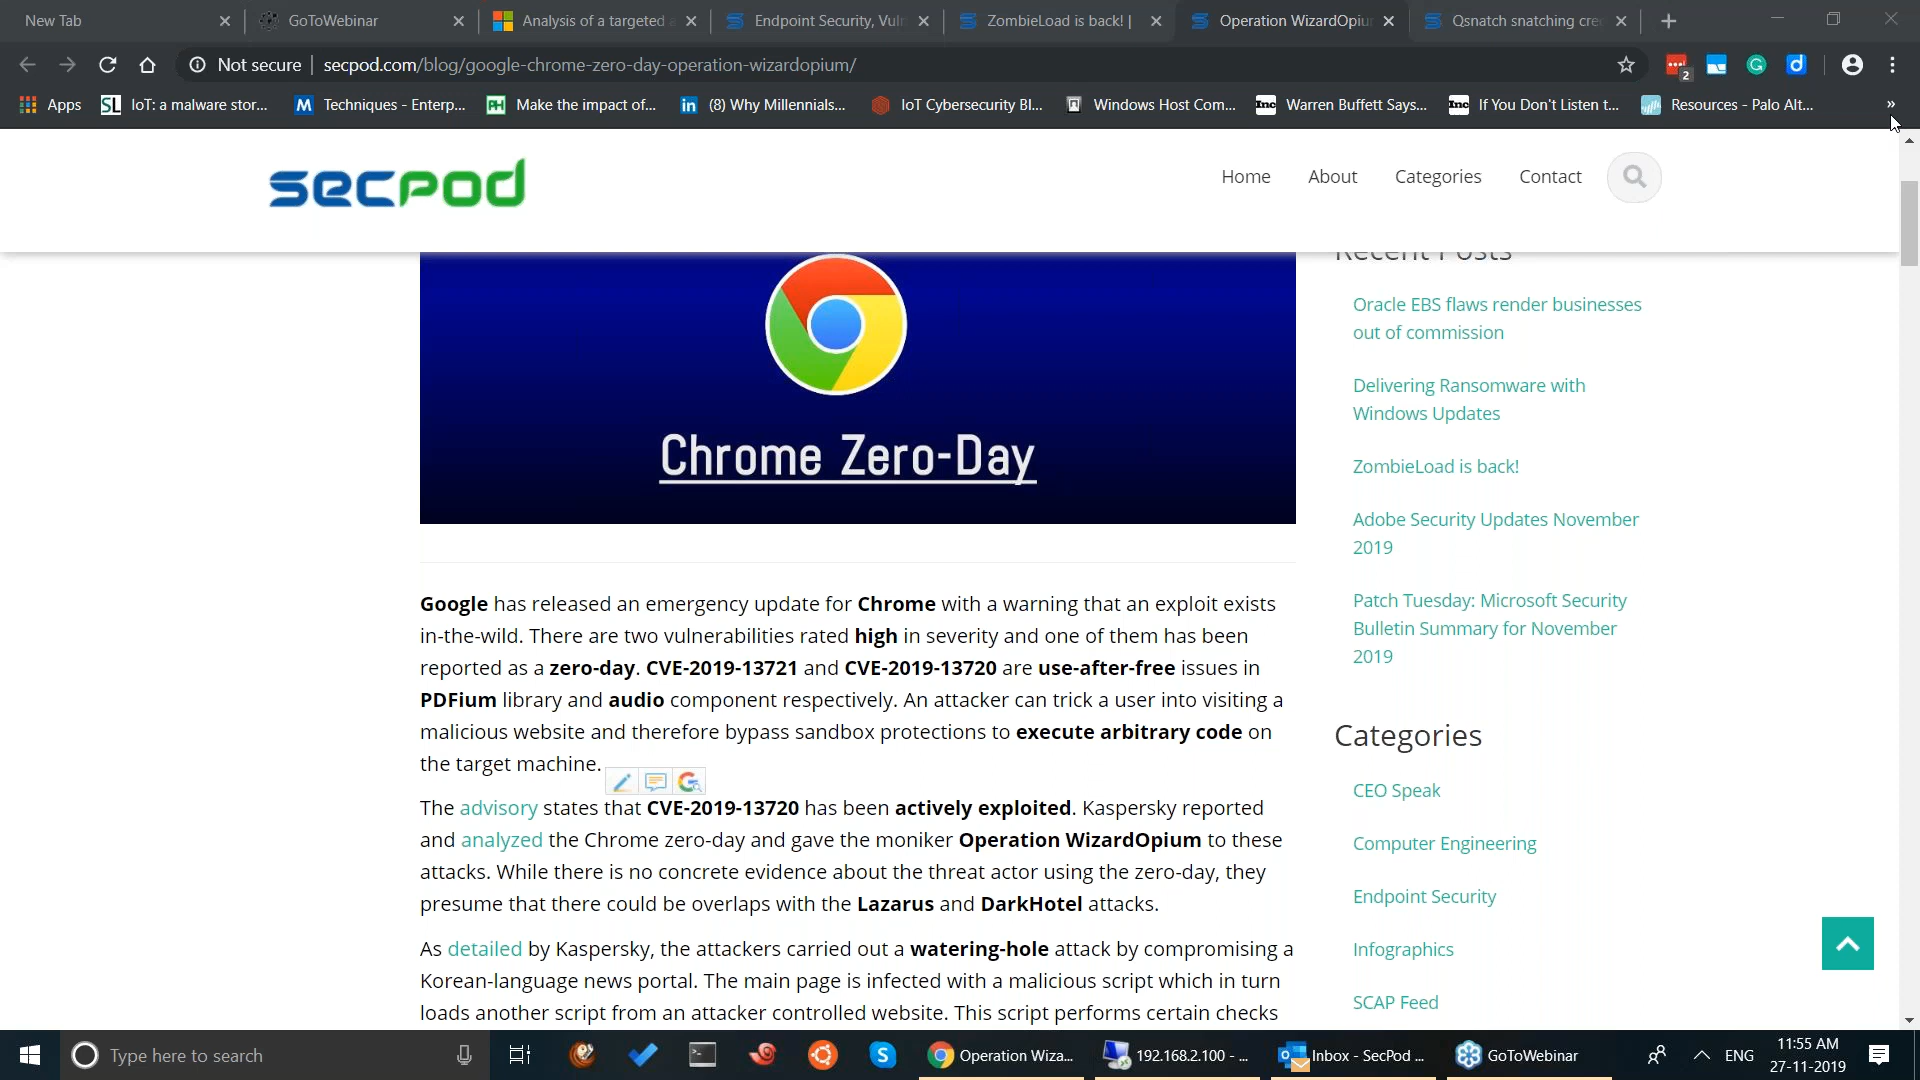 New Tab
GoToWebinar
Analysis of a targeted
Endpoint Security, Vul
ZombieLoad is back! |
Operation WizardOpiu
Qsnatch snatching cre
Not secure
secpod.com/blog/google-chrome-zero-day-operation-wizardopium/
2
Apps
SL
IoT: a malware stor...
M
Techniques - Enterp...
PH
Make the impact of...
in
(8) Why Millennials...
IoT Cybersecurity Bl...
Windows Host Com...
Inc
Warren Buffett Says...
Inc
If You Don't Listen t...
Resources - Palo Alt...
»
secpod
Home
About
Categories
Contact
Recent Posts
Oracle EBS flaws render businesses
out of commission
Delivering Ransomware with
Windows Updates
ZombieLoad is back!
Adobe Security Updates November
2019
Patch Tuesday: Microsoft Security
Bulletin Summary for November
2019
Chrome Zero-Day
Google has released an emergency update for Chrome with a warning that an exploit exists
in-the-wild. There are two vulnerabilities rated high in severity and one of them has been
reported as a zero-day. CVE-2019-13721 and CVE-2019-13720 are use-after-free issues in
PDFium library and audio component respectively. An attacker can trick a user into visiting a
malicious website and therefore bypass sandbox protections to execute arbitrary code on
the target machine.
The advisory states that CVE-2019-13720 has been actively exploited. Kaspersky reported
and analyzed the Chrome zero-day and gave the moniker Operation WizardOpium to these
attacks. While there is no concrete evidence about the threat actor using the zero-day, they
presume that there could be overlaps with the Lazarus and DarkHotel attacks.
As detailed by Kaspersky, the attackers carried out a watering-hole attack by compromising a
Korean-language news portal. The main page is infected with a malicious script which in turn
loads another script from an attacker controlled website. This script performs certain checks
Categories
CEO Speak
Computer Engineering
Endpoint Security
Infographics
SCAP Feed
Type here to search
Operation Wiza...
192.168.2.100 - ...
Inbox - SecPod ...
GoToWebinar
ENG
11:55 AM
27-11-2019